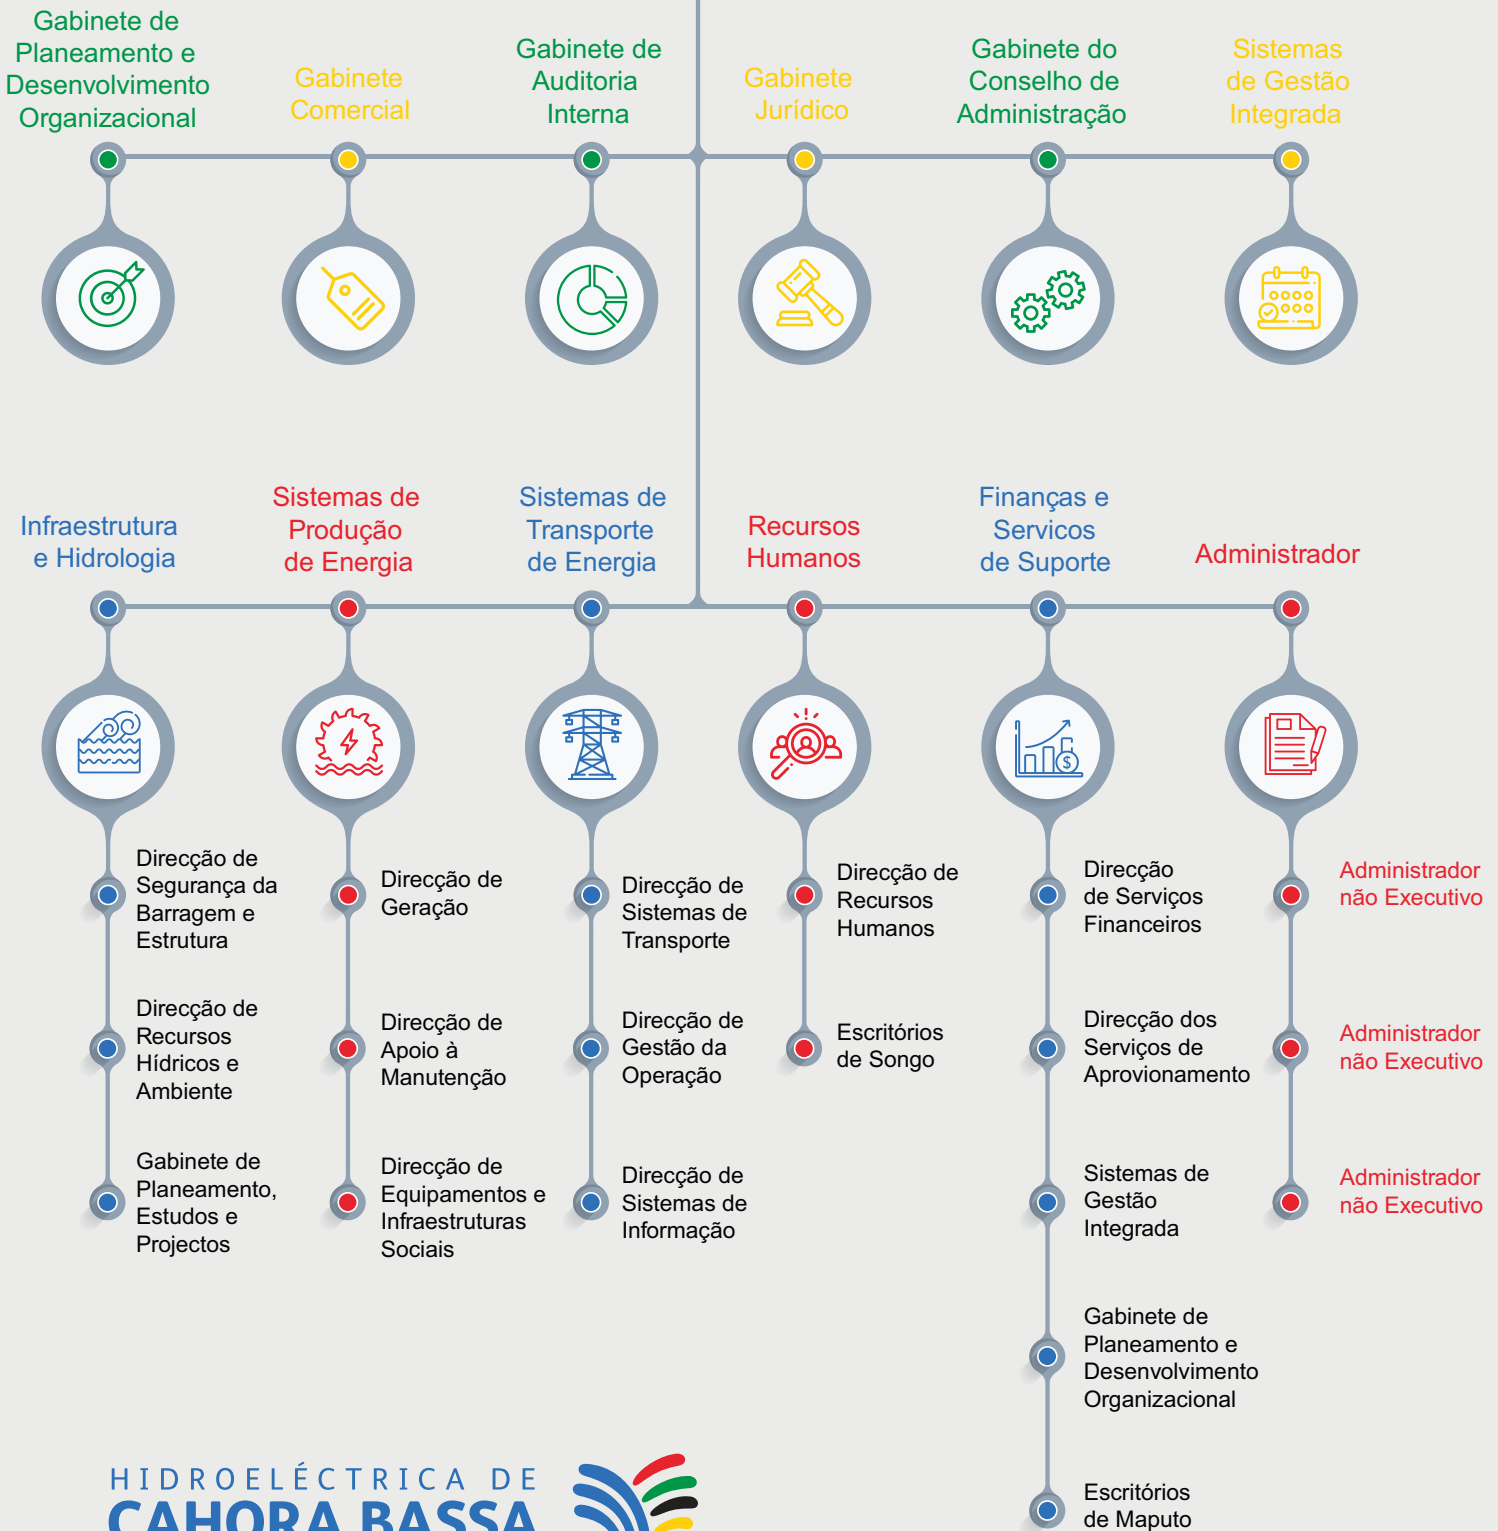 Gabinete de
Planeamento e
Desenvolvimento
Organizacional
Gabinete
Comercial
Gabinete de
Auditoria
Interna
Gabinete
Jurídico
Gabinete do
Conselho de
Administração
Sistemas
de Gestão
Integrada
Infraestrutura
e Hidrologia
Sistemas de
Produção
de Energia
Sistemas de
Transporte
de Energia
Recursos
Humanos
Finanças e
Servicos
de Suporte
Administrador
Direcção de
Segurança da
Barragem e
Estrutura
Direcção de
Recursos
Hídricos e
Ambiente
Gabinete de
Planeamento,
Estudos e
Projectos
Direcção de
Geração
Direcção de
Apoio à
Manutenção
Direcção de
Equipamentos e
Infraestruturas
Sociais
Direcção de
Sistemas de
Transporte
Direcção de
Gestão da
Operação
Direcção de
Sistemas de
Informação
Direcção de
Recursos
Humanos
Escritórios
de Songo
Direcção
de Serviços
Financeiros
Direcção dos
Serviços de
Aprovionamento
Sistemas de
Gestão
Integrada
Gabinete de
Planeamento e
Desenvolvimento
Organizacional
Escritórios
de Maputo
Administrador
não Executivo
Administrador
não Executivo
Administrador
não Executivo
HIDROELÉCTRICA DE
CAHORA BASSA